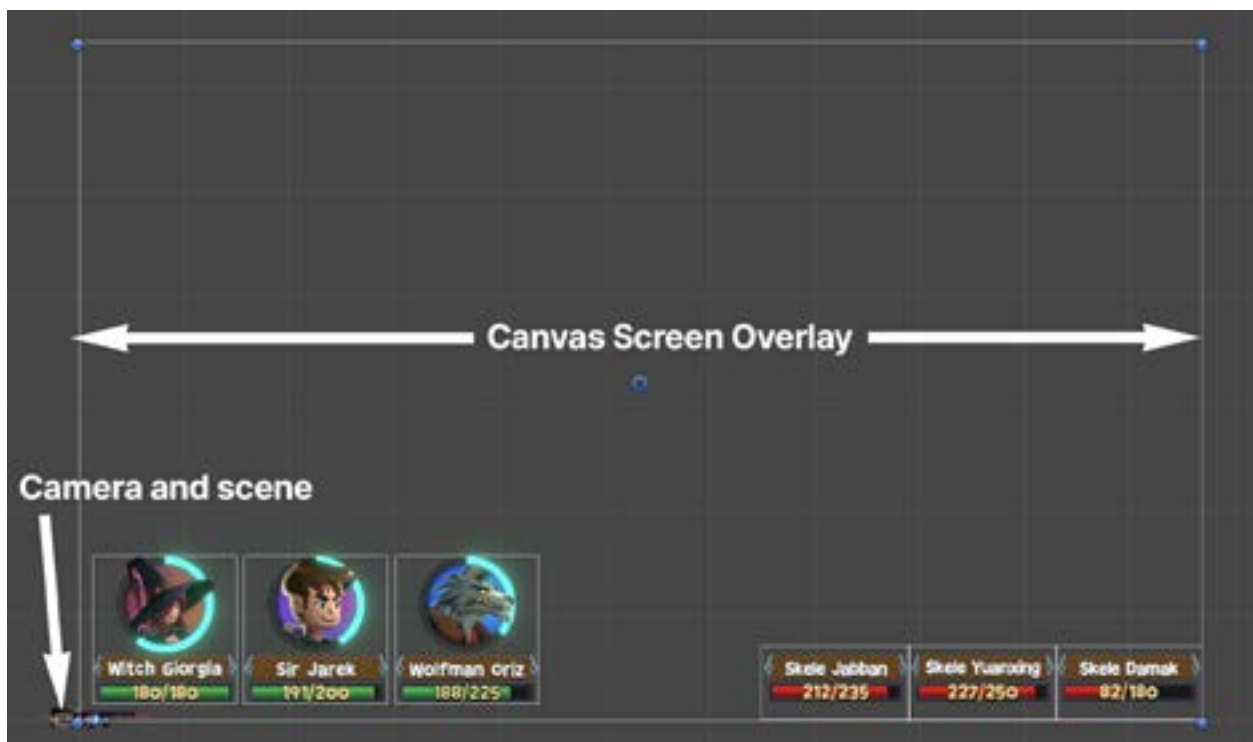 Canvas Screen Overlay
Camera and scene
Witch Giorgia
180/180
Sir Jarek
191/200
Wolfman Oriz
188/225
Skele Jabban
212/235
Skele Yuanxing
227/250
Skele Damak
82/180